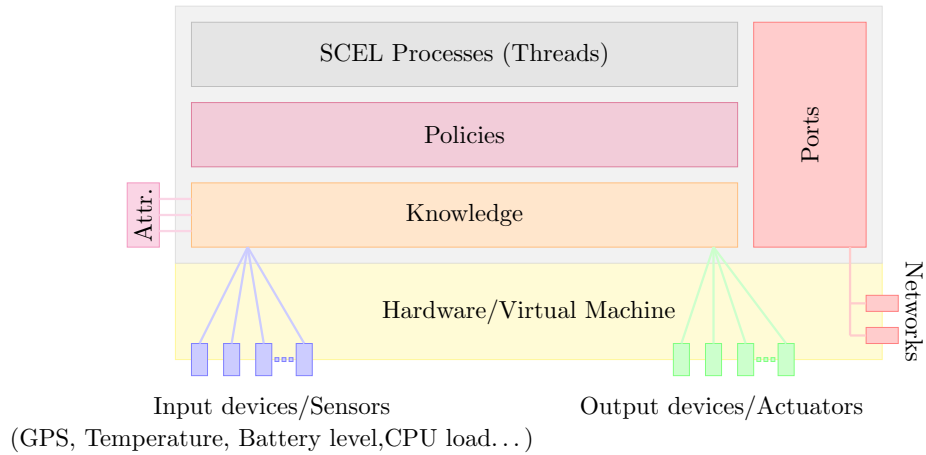 SCEL Processes (Threads)
Policies
Ports
Attr.
Knowledge
Hardware/Virtual Machine
Networks
Input devices/Sensors
(GPS, Temperature, Battery level,CPU load...)
Output devices/Actuators